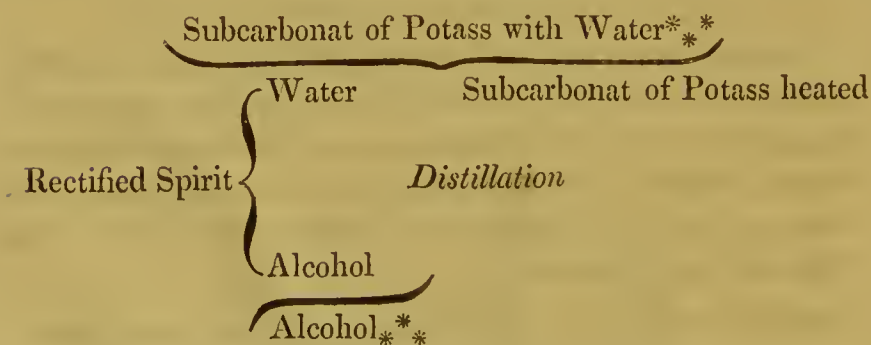 Subcarbonat of Potass with Water*⁎*
Water Subcarbonat of Potass heated
Rectified Spirit Distillation
Alcohol
Alcohol⁎*⁎